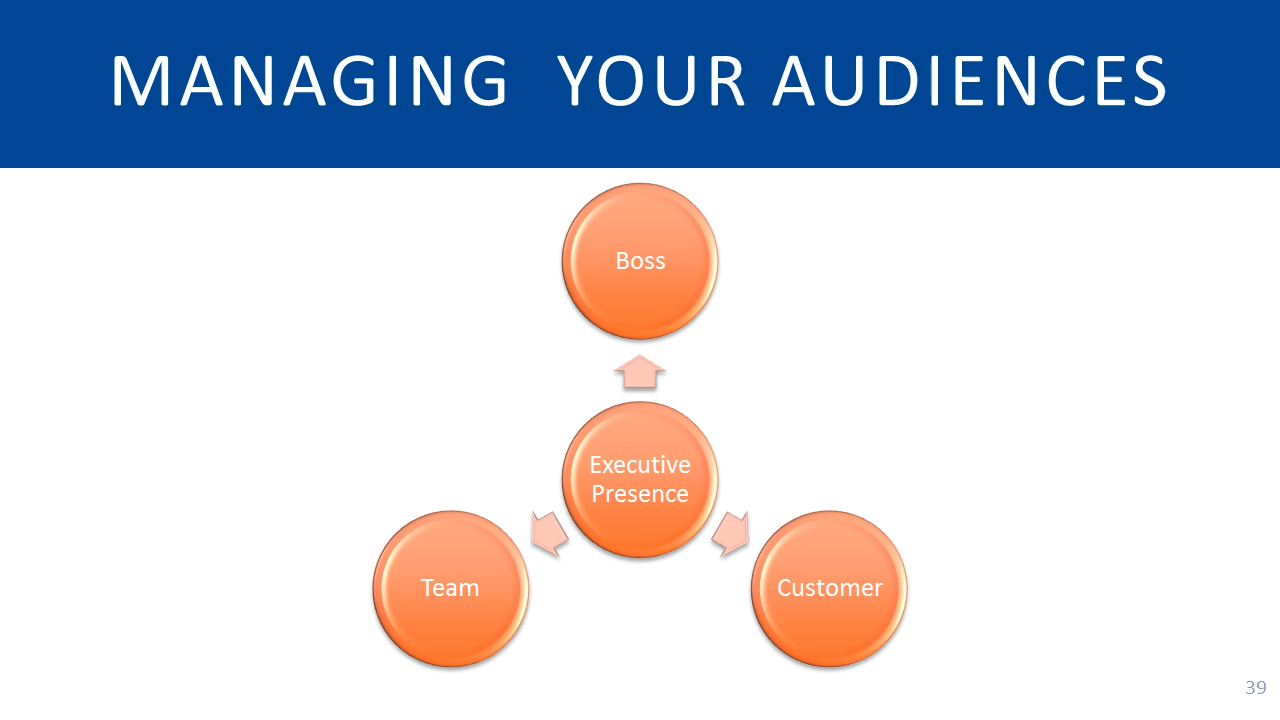 MANAGING  YOUR AUDIENCES
Boss
Executive
Presence
Team
Customer
39